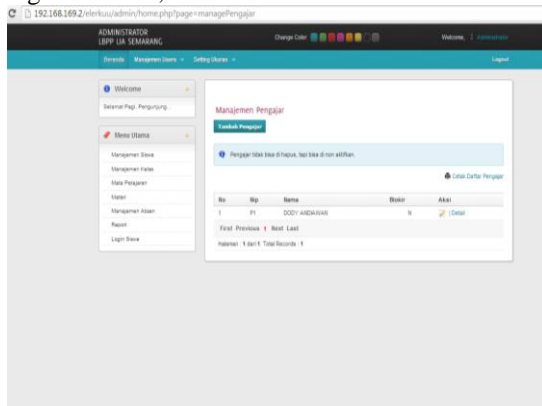 192.168.169.2/elerkuu/admin/home.php?page=managePengajar
ADMINISTRATOR
LBPP LIA SEMARANG
Change Color
Welcome, | Administrator
Beranda
Manajemen Users
Setting Ukuran
Logout
Welcome
Selamat Pagi, Pengunjung.
Menu Utama
Manajemen Siswa
Manajemen Kelas
Mata Pelajaran
Materi
Manajemen Absen
Report
Login Siswa
Manajemen Pengajar
Tambah Pengajar
Pengajar tidak bisa di hapus, tapi bisa di non aktifkan.
Cetak Daftar Pengajar
No Nip Nama Blokir Aksi
1 P1 DODY ANDIAWAN N | Detail
First Previous 1 Next Last
Halaman 1 dari 1, Total Records : 1